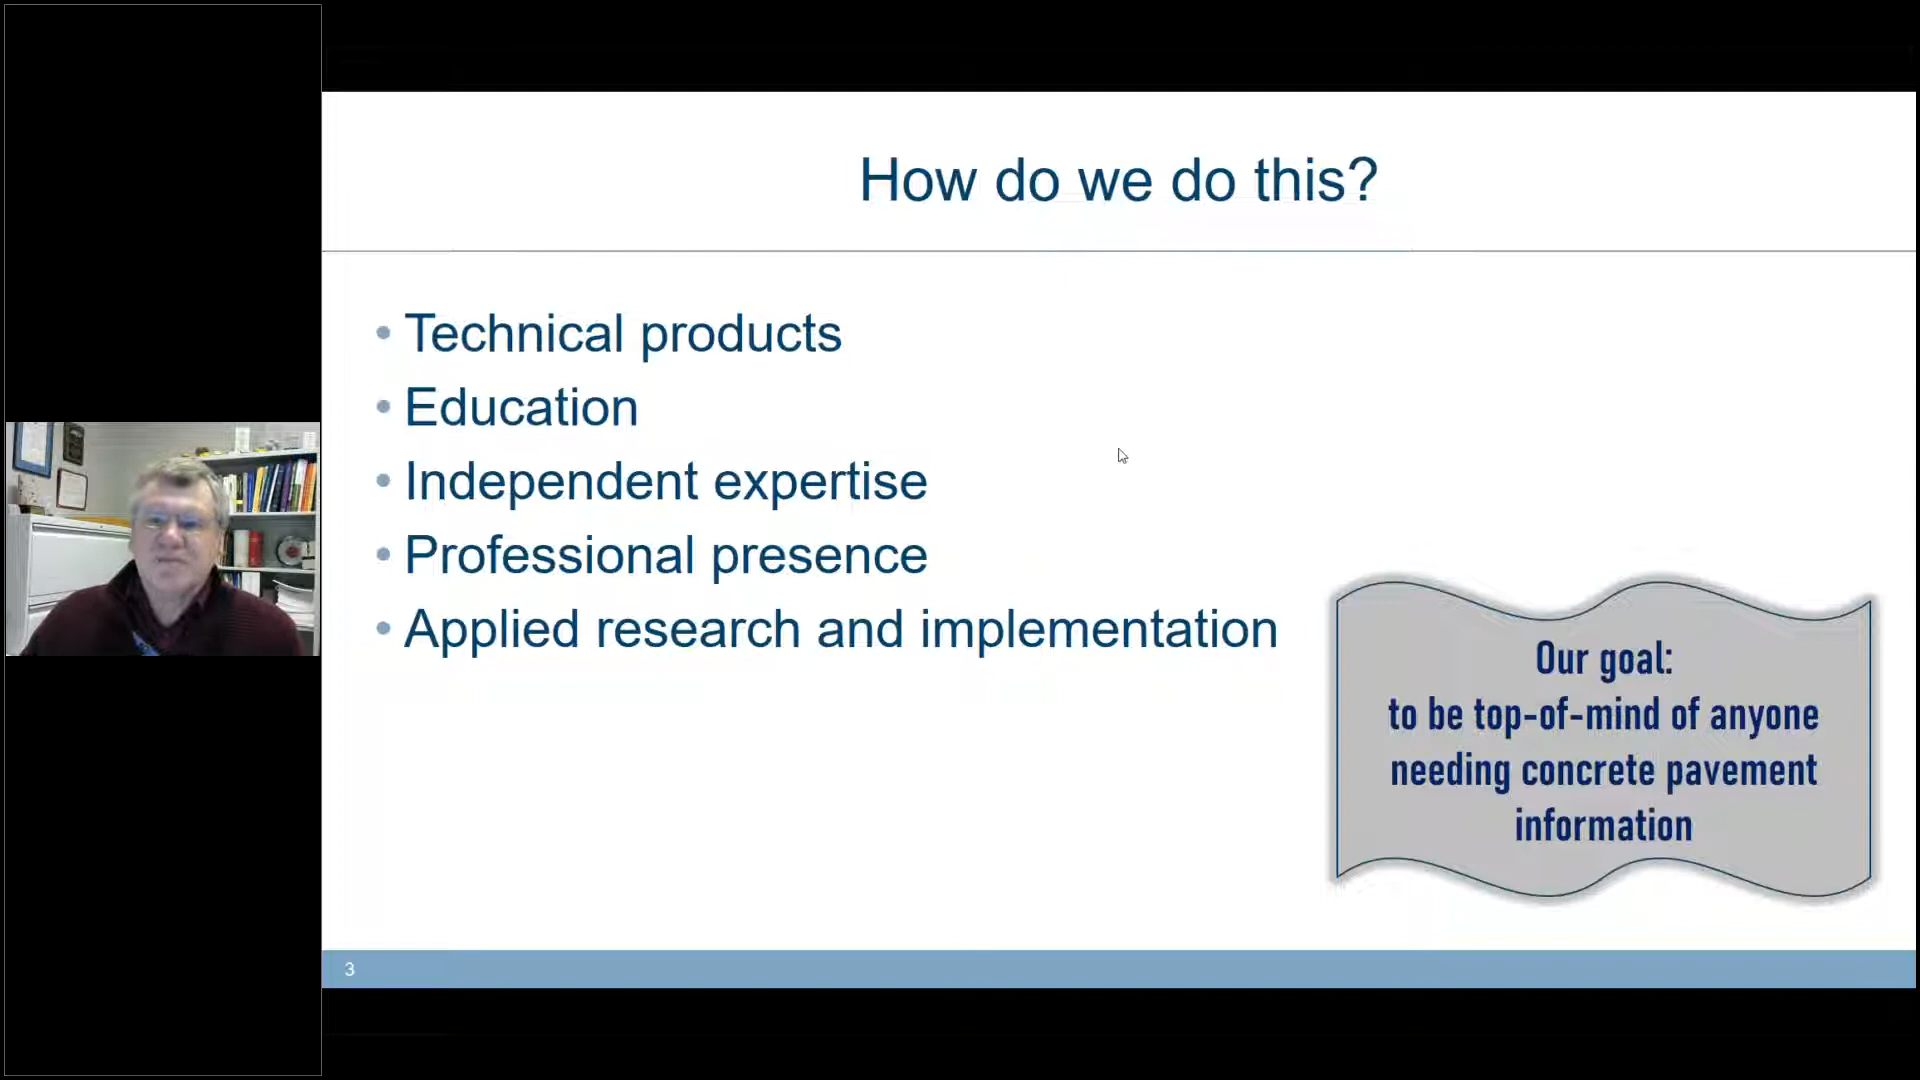 How do we do this?
• Technical products
• Education
• Independent expertise
• Professional presence
• Applied research and implementation
Our goal:
to be top-of-mind of anyone
needing concrete pavement
information
3